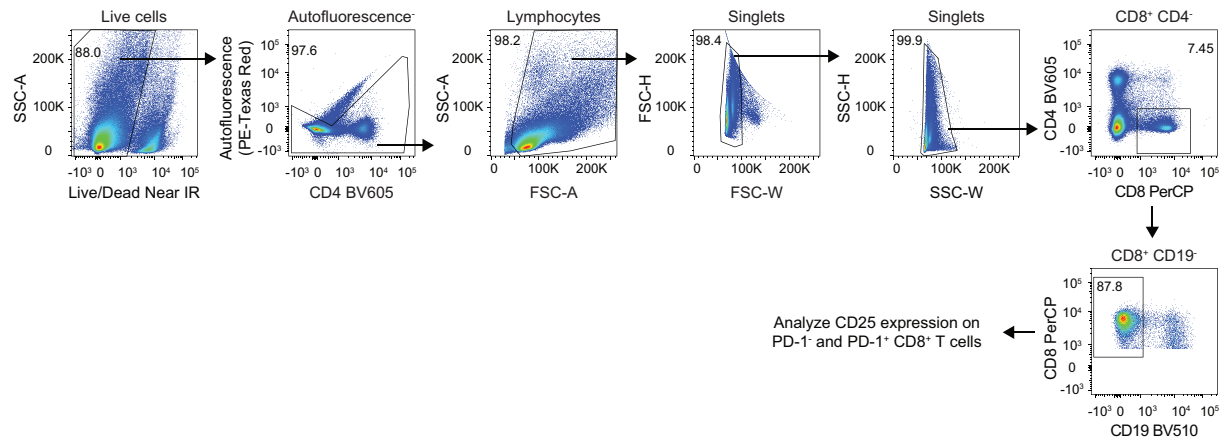 Live cells
88.0
SSC-A
200K
100K
0
-10³ 0 10³ 10⁴ 10⁵
Live/Dead Near IR
Autofluorescence⁻
97.6
Autofluorescence
(PE-Texas Red)
10⁵
10⁴
10³
0
-10³
-10³ 0 10³ 10⁴ 10⁵
CD4 BV605
Lymphocytes
98.2
SSC-A
200K
100K
0
0 100K 200K
FSC-A
Singlets
98.4
FSC-H
200K
100K
0
0 100K 200K
FSC-W
Singlets
99.9
SSC-H
200K
100K
0
0 100K 200K
SSC-W
CD8⁺ CD4⁻
7.45
CD4 BV605
10⁵
10⁴
10³
0
-10³
-10³ 0 10³ 10⁴ 10⁵
CD8 PerCP
CD8⁺ CD19⁻
87.8
CD8 PerCP
10⁵
10⁴
10³
0
-10³
-10³ 0 10³ 10⁴ 10⁵
CD19 BV510
Analyze CD25 expression on
PD-1⁻ and PD-1⁺ CD8⁺ T cells